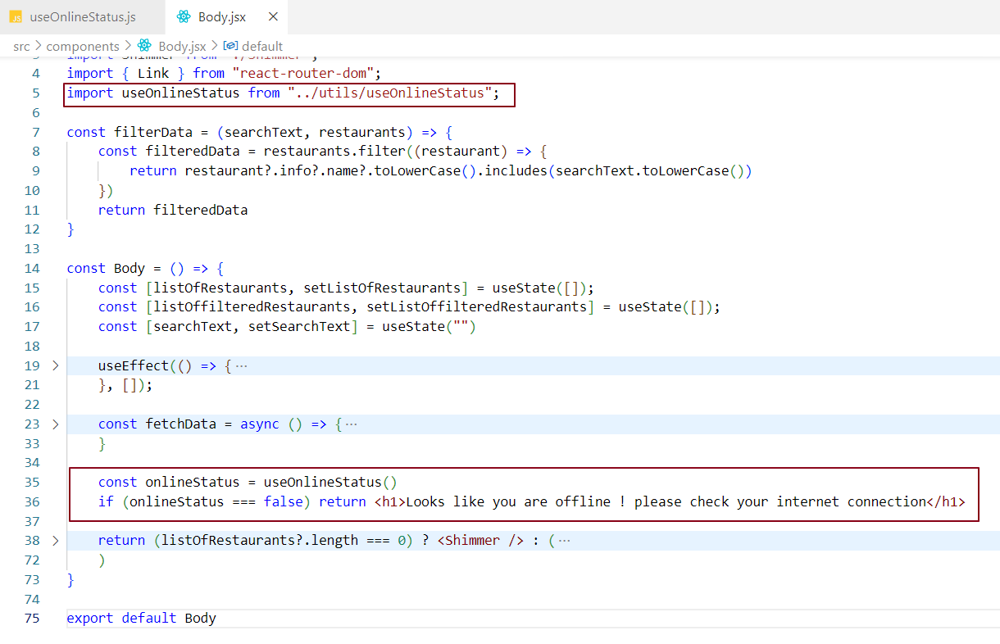 JS useOnlineStatus.js Body.jsx ×
src > components > Body.jsx > default
3 import Shimmer from "./Shimmer";
4 import { Link } from "react-router-dom";
5 import useOnlineStatus from "../utils/useOnlineStatus";
6
7 const filterData = (searchText, restaurants) => {
8 const filteredData = restaurants.filter((restaurant) => {
9 return restaurant?.info?.name?.toLowerCase().includes(searchText.toLowerCase())
10 })
11 return filteredData
12 }
13
14 const Body = () => {
15 const [listOfRestaurants, setListOfRestaurants] = useState([]);
16 const [listOffilteredRestaurants, setListOffilteredRestaurants] = useState([]);
17 const [searchText, setSearchText] = useState("")
18
19 > useEffect(() => { ···
21 }, []);
22
23 > const fetchData = async () => { ···
33 }
34
35 const onlineStatus = useOnlineStatus()
36 if (onlineStatus === false) return <h1>Looks like you are offline ! please check your internet connection</h1>
37
38 > return (listOfRestaurants?.length === 0) ? <Shimmer /> : ( ···
72 )
73 }
74
75 export default Body